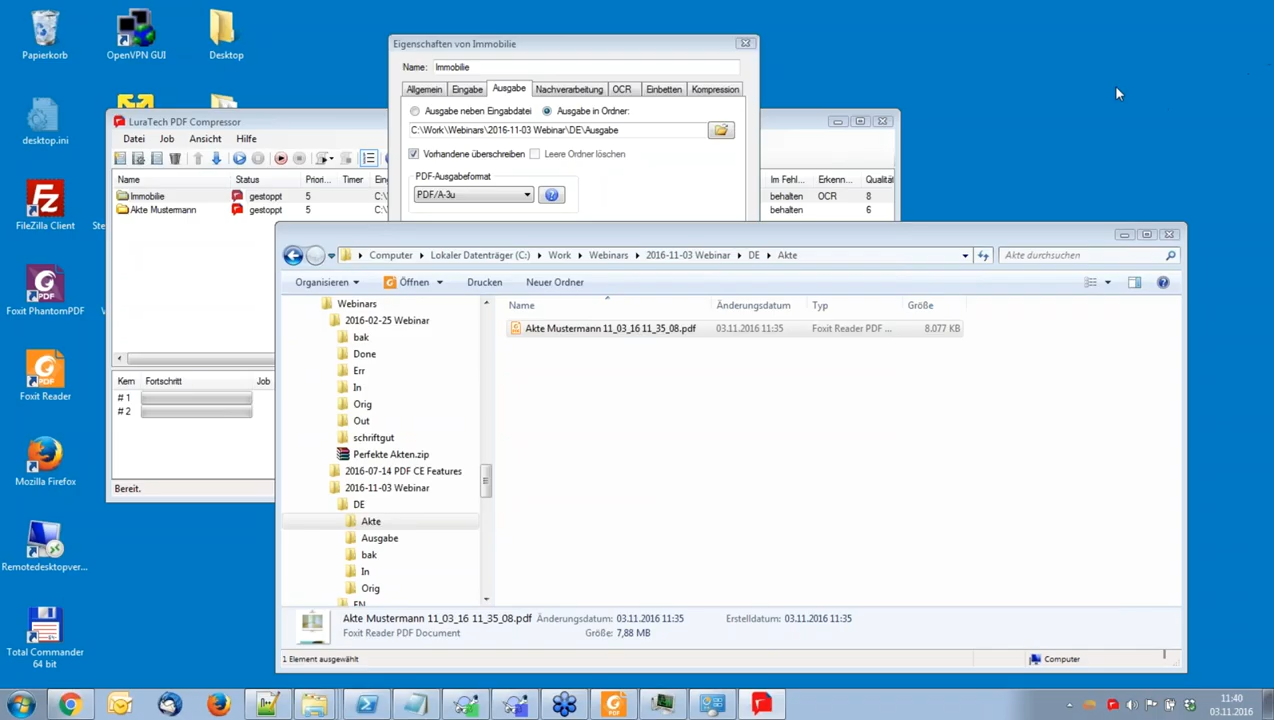 Papierkorb
OpenVPN GUI
Desktop
desktop.ini
FileZilla Client
Foxit PhantomPDF
Foxit Reader
Mozilla Firefox
Remotedesktopver...
Total Commander 64 bit
LuraTech PDF Compressor
Datei Job Ansicht Hilfe
Name Status Priori... Timer Im Fehl... Erkenn... Qualität
Immobilie gestoppt 5 C:\ behalten OCR 8
Akte Mustermann gestoppt 5 C:\ behalten 6
Kern Fortschritt Job
# 1
# 2
Bereit.
Eigenschaften von Immobilie
Name: Immobilie
Allgemein Eingabe Ausgabe Nachverarbeitung OCR Einbetten Kompression
Ausgabe neben Eingabdatei Ausgabe in Ordner:
C:\Work\Webinars\2016-11-03 Webinar\DE\Ausgabe
Vorhandene überschreiben Leere Ordner löschen
PDF-Ausgabeformat
PDF/A-3u
Computer Lokaler Datenträger (C:) Work Webinars 2016-11-03 Webinar DE Akte
Akte durchsuchen
Organisieren Öffnen Drucken Neuer Ordner
Webinars
2016-02-25 Webinar
bak
Done
Err
In
Orig
Out
schriftgut
Perfekte Akten.zip
2016-07-14 PDF CE Features
2016-11-03 Webinar
DE
Akte
Ausgabe
bak
In
Orig
EN
Name Änderungsdatum Typ Größe
Akte Mustermann 11_03_16 11_35_08.pdf 03.11.2016 11:35 Foxit Reader PDF ... 8.077 KB
Akte Mustermann 11_03_16 11_35_08.pdf Änderungsdatum: 03.11.2016 11:35 Erstelldatum: 03.11.2016 11:35
Foxit Reader PDF Document Größe: 7,88 MB
1 Element ausgewählt Computer
11:40
03.11.2016